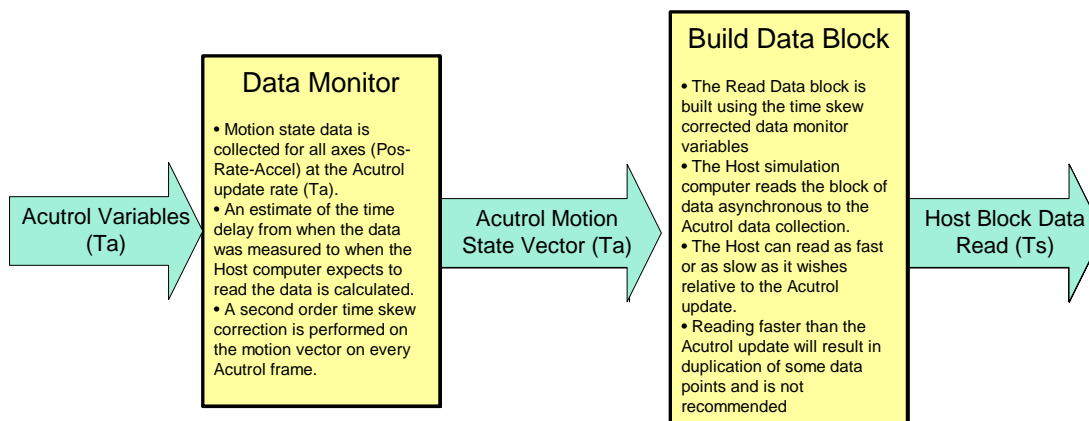 Acutrol Variables
(Ta)
Data Monitor
• Motion state data is
collected for all axes (Pos-
Rate-Accel) at the Acutrol
update rate (Ta).
• An estimate of the time
delay from when the data
was measured to when the
Host computer expects to
read the data is calculated.
• A second order time skew
correction is performed on
the motion vector on every
Acutrol frame.
Acutrol Motion
State Vector (Ta)
Build Data Block
• The Read Data block is
built using the time skew
corrected data monitor
variables
• The Host simulation
computer reads the block of
data asynchronous to the
Acutrol data collection.
• The Host can read as fast
or as slow as it wishes
relative to the Acutrol
update.
• Reading faster than the
Acutrol update will result in
duplication of some data
points and is not
recommended
Host Block Data
Read (Ts)